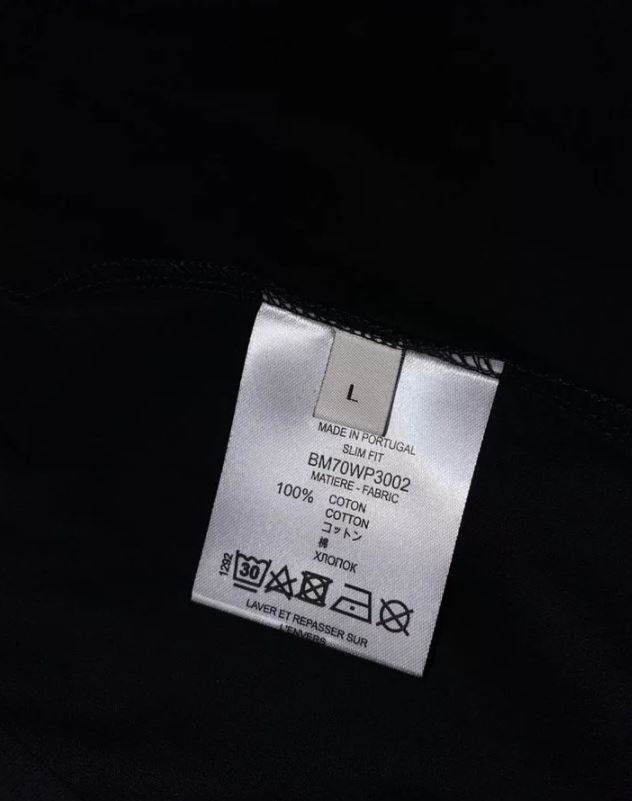 L
MADE IN PORTUGAL
SLIM FIT
BM70WP3002
MATIERE - FABRIC
100% COTON
COTTON
コットン
棉
ХЛОПОК
1292
30
LAVER ET REPASSER SUR
L'ENVERS